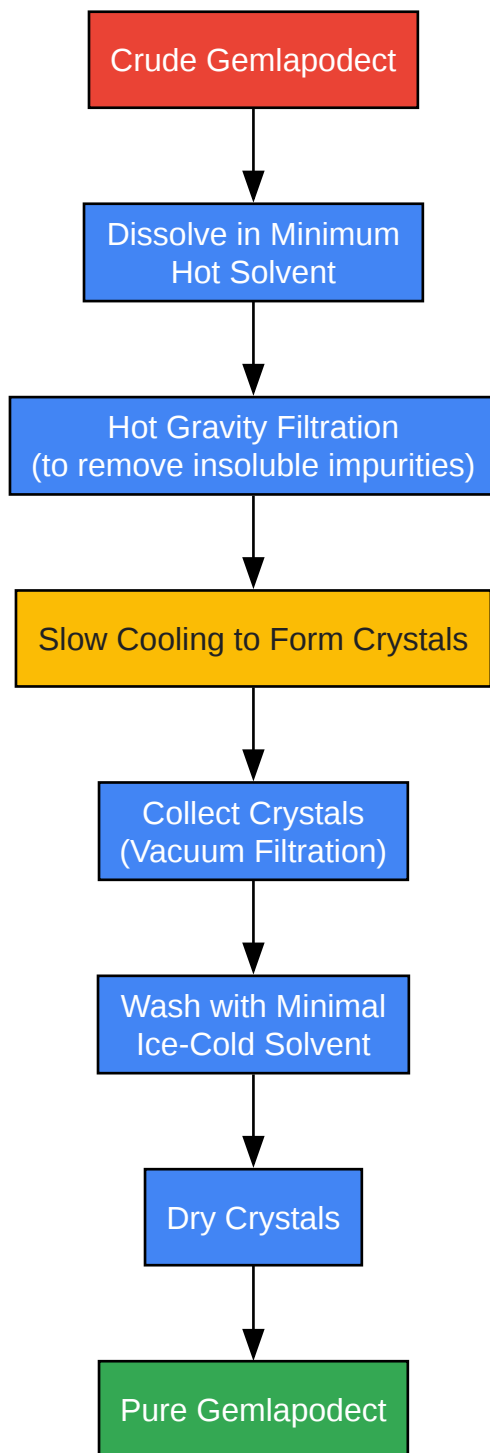 Crude Gemlapodect
Dissolve in Minimum
Hot Solvent
Hot Gravity Filtration
(to remove insoluble impurities)
Slow Cooling to Form Crystals
Collect Crystals
(Vacuum Filtration)
Wash with Minimal
Ice-Cold Solvent
Dry Crystals
Pure Gemlapodect